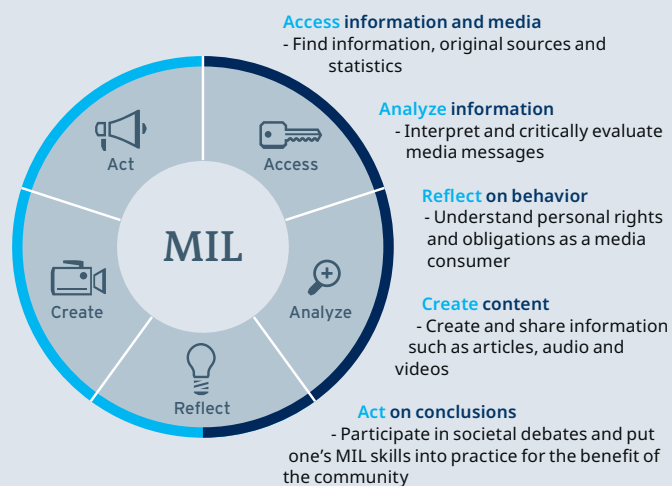 Access information and media
- Find information, original sources and
statistics
Analyze information
- Interpret and critically evaluate
media messages
Reflect on behavior
- Understand personal rights
and obligations as a media
consumer
Create content
- Create and share information
such as articles, audio and
videos
Act on conclusions
- Participate in societal debates and put
one’s MIL skills into practice for the benefit of
the community
Act
Access
MIL
Create
Analyze
Reflect